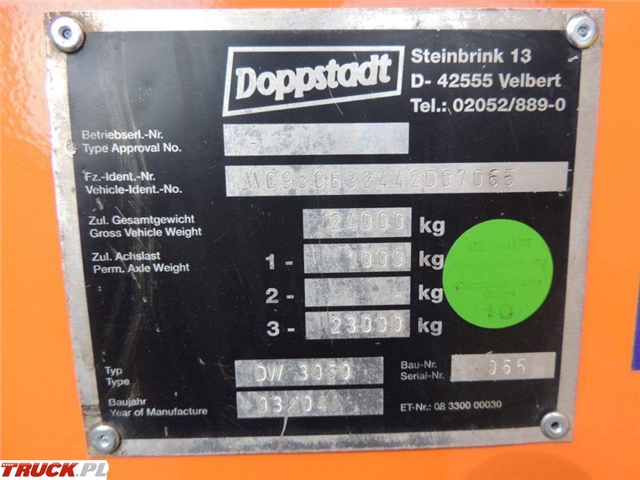 Doppstadt
Steinbrink 13
D- 42555 Velbert
Tel.: 02052/889-0
Betriebserl.-Nr.
Type Approval No. -
Fz.-Ident.-Nr.
Vehicle-Ident.-No. W093C632442D07065
Zul. Gesamtgewicht
Gross Vehicle Weight 24000 kg
Zul. Achslast
Perm. Axle Weight 1 - 1000 kg
2 - - kg
3 - 23000 kg
Typ
Type DW 3060
Bau-Nr.
Serial-Nr. 065
Baujahr
Year of Manufacture 03/04
ET-Nr.: 08 3300 00030
GEPRÜFT
10
TRUCK.PL